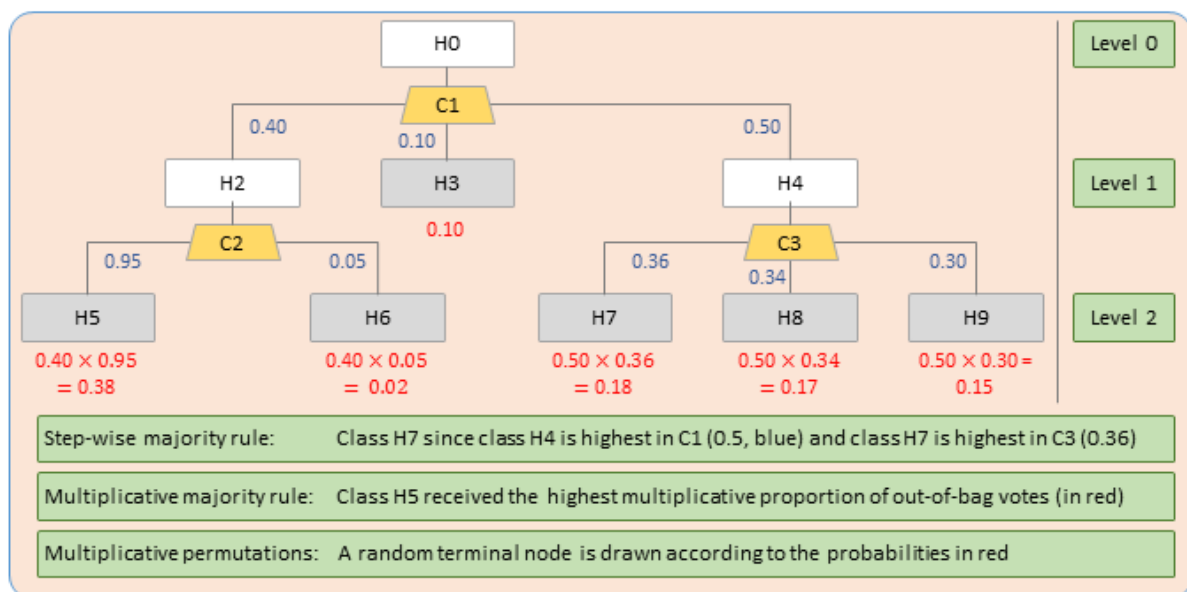 H0
Level 0
C1
0.40
0.10
0.50
H2
H3
H4
Level 1
0.10
C2
C3
0.95
0.05
0.36
0.34
0.30
H5
H6
H7
H8
H9
Level 2
0.40 × 0.95
= 0.38
0.40 × 0.05
= 0.02
0.50 × 0.36
= 0.18
0.50 × 0.34
= 0.17
0.50 × 0.30 =
0.15
Step-wise majority rule: Class H7 since class H4 is highest in C1 (0.5, blue) and class H7 is highest in C3 (0.36)
Multiplicative majority rule: Class H5 received the highest multiplicative proportion of out-of-bag votes (in red)
Multiplicative permutations: A random terminal node is drawn according to the probabilities in red